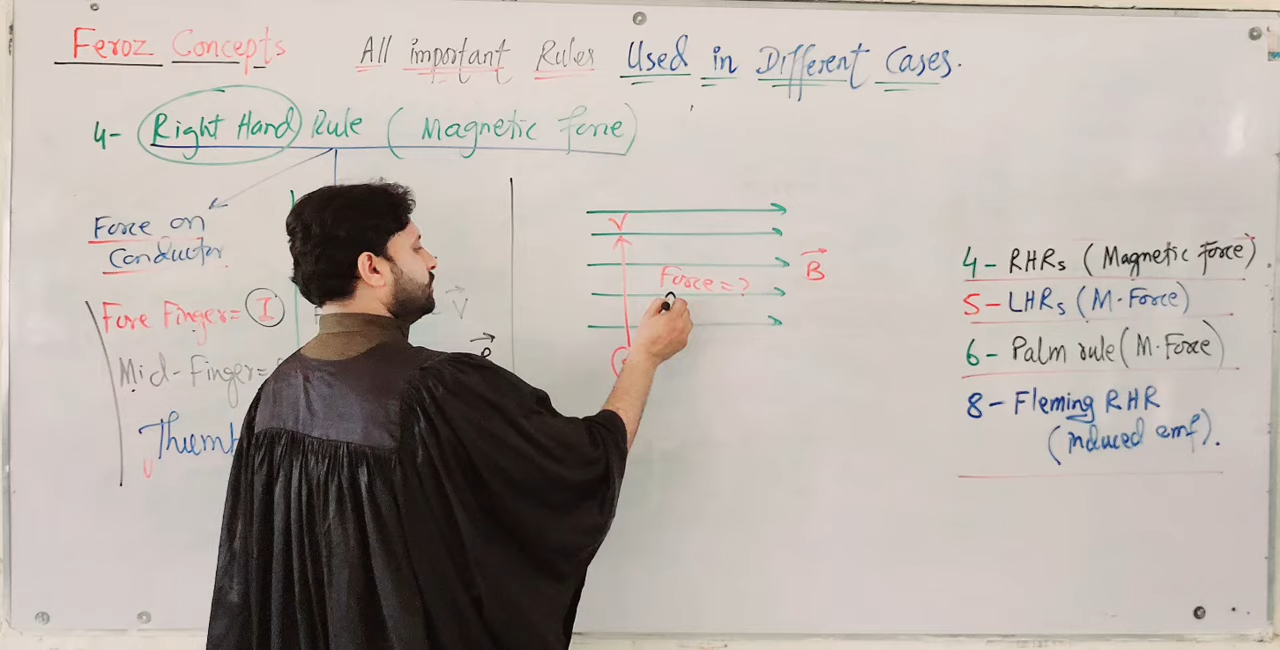 Feroz Concepts All important Rules Used in Different Cases.
4- Right Hand Rule (Magnetic force)
Force on
Conductor
Fore Finger= I
Mid-Finger=
V
Thumb
Force = ?
B
4 - RHRs (Magnetic force)
5 - LHRs (M.Force)
6 - Palm rule (M.Force)
8 - Fleming RHR
(induced emf).